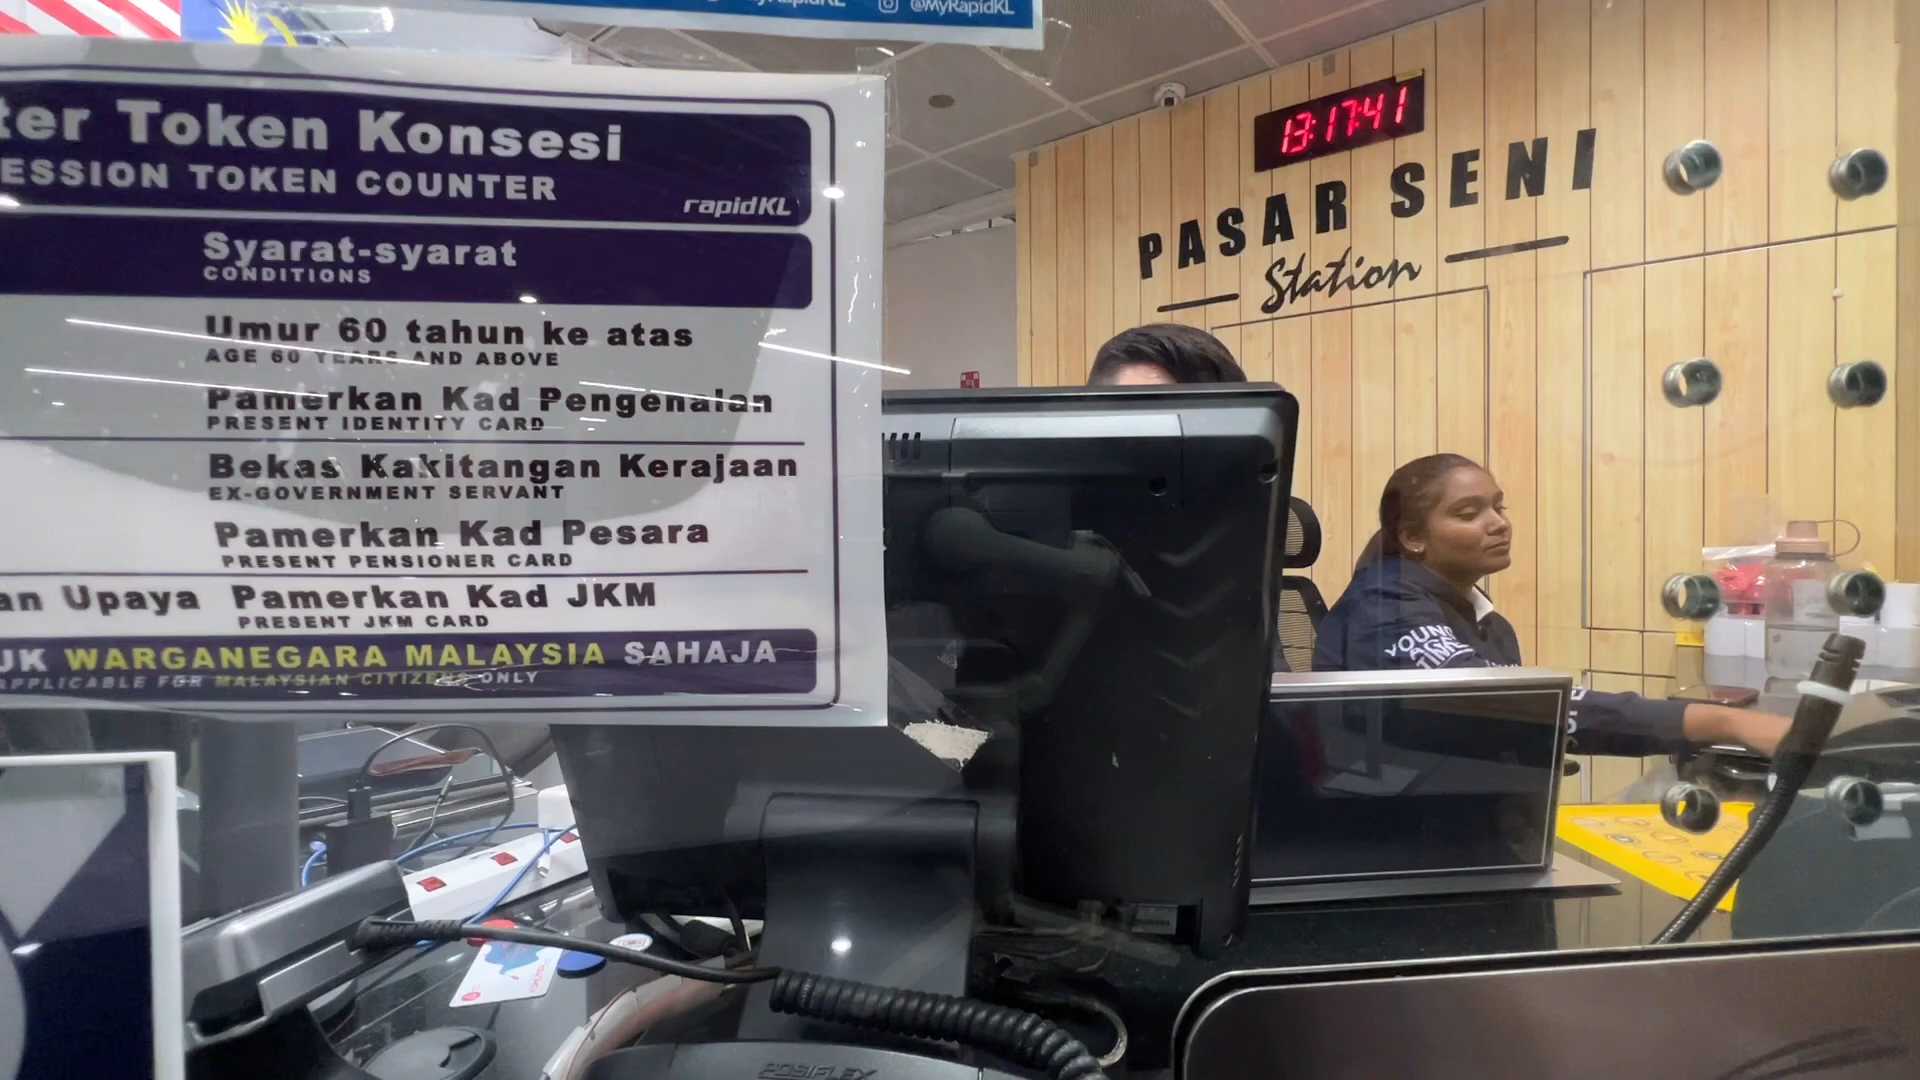 @MyRapidKL
ter Token Konsesi
ESSION TOKEN COUNTER
rapidKL
Syarat-syarat
CONDITIONS
Umur 60 tahun ke atas
AGE 60 YEARS AND ABOVE
Pamerkan Kad Pengenalan
PRESENT IDENTITY CARD
Bekas Kakitangan Kerajaan
EX-GOVERNMENT SERVANT
Pamerkan Kad Pesara
PRESENT PENSIONER CARD
an Upaya Pamerkan Kad JKM
PRESENT JKM CARD
UK WARGANEGARA MALAYSIA SAHAJA
APPLICABLE FOR MALAYSIAN CITIZENS ONLY
13:17:41
PASAR SENI
Station
POSIFLEX